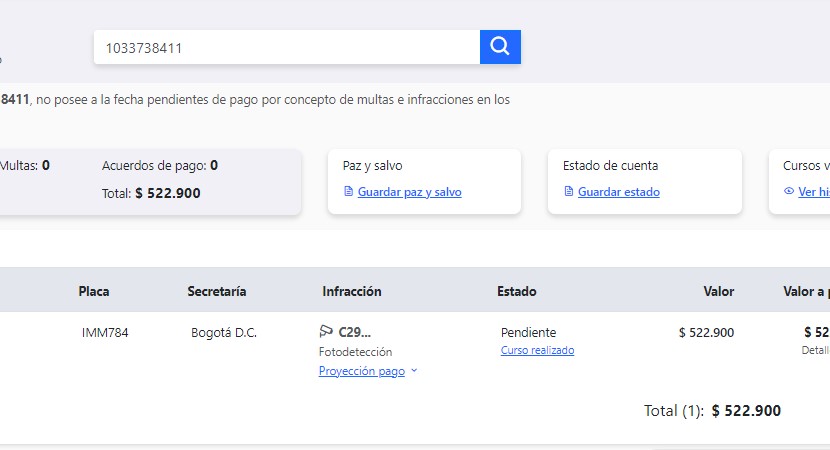 1033738411
8411, no posee a la fecha pendientes de pago por concepto de multas e infracciones en los
Multas: 0 Acuerdos de pago: 0
Total: $ 522.900
Paz y salvo
Guardar paz y salvo
Estado de cuenta
Guardar estado
Cursos v
Ver hi
Placa Secretaría Infracción Estado Valor Valor a
IMM784 Bogotá D.C. C29... Pendiente $ 522.900 $ 52
Fotodetección Curso realizado Detall
Proyección pago
Total (1): $ 522.900